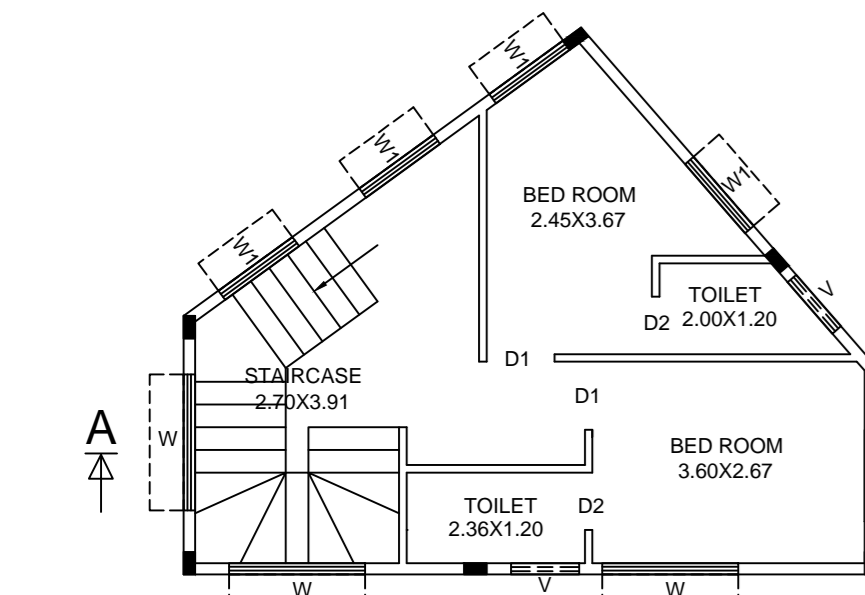 W1
W1
W1
W1
BED ROOM
2.45X3.67
V
TOILET
D2 2.00X1.20
D1
STAIRCASE
2.70X3.91
D1
A
W
BED ROOM
3.60X2.67
TOILET
2.36X1.20
D2
W
V
W